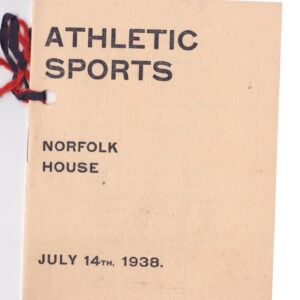 ATHLETIC
SPORTS
NORFOLK
HOUSE
JULY 14TH. 1938.